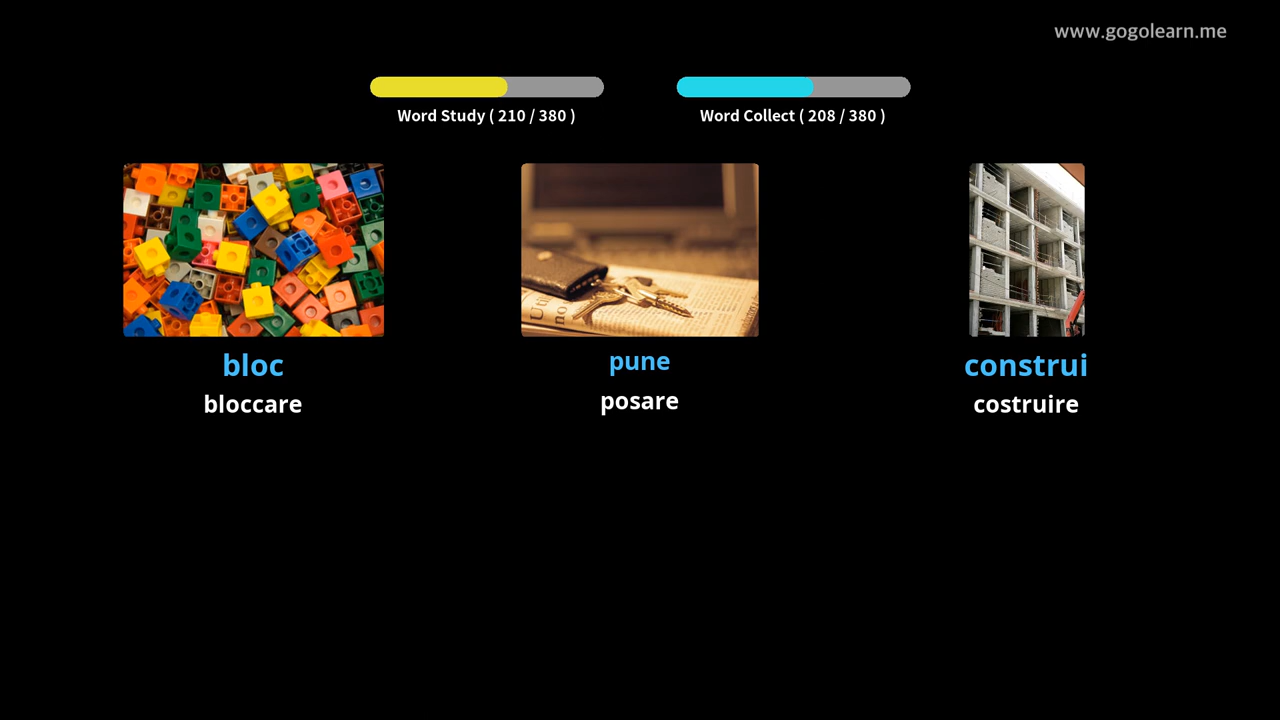 www.gogolearn.me
Word Study ( 210 / 380 )
Word Collect ( 208 / 380 )
bloc
bloccare
pune
posare
construi
costruire